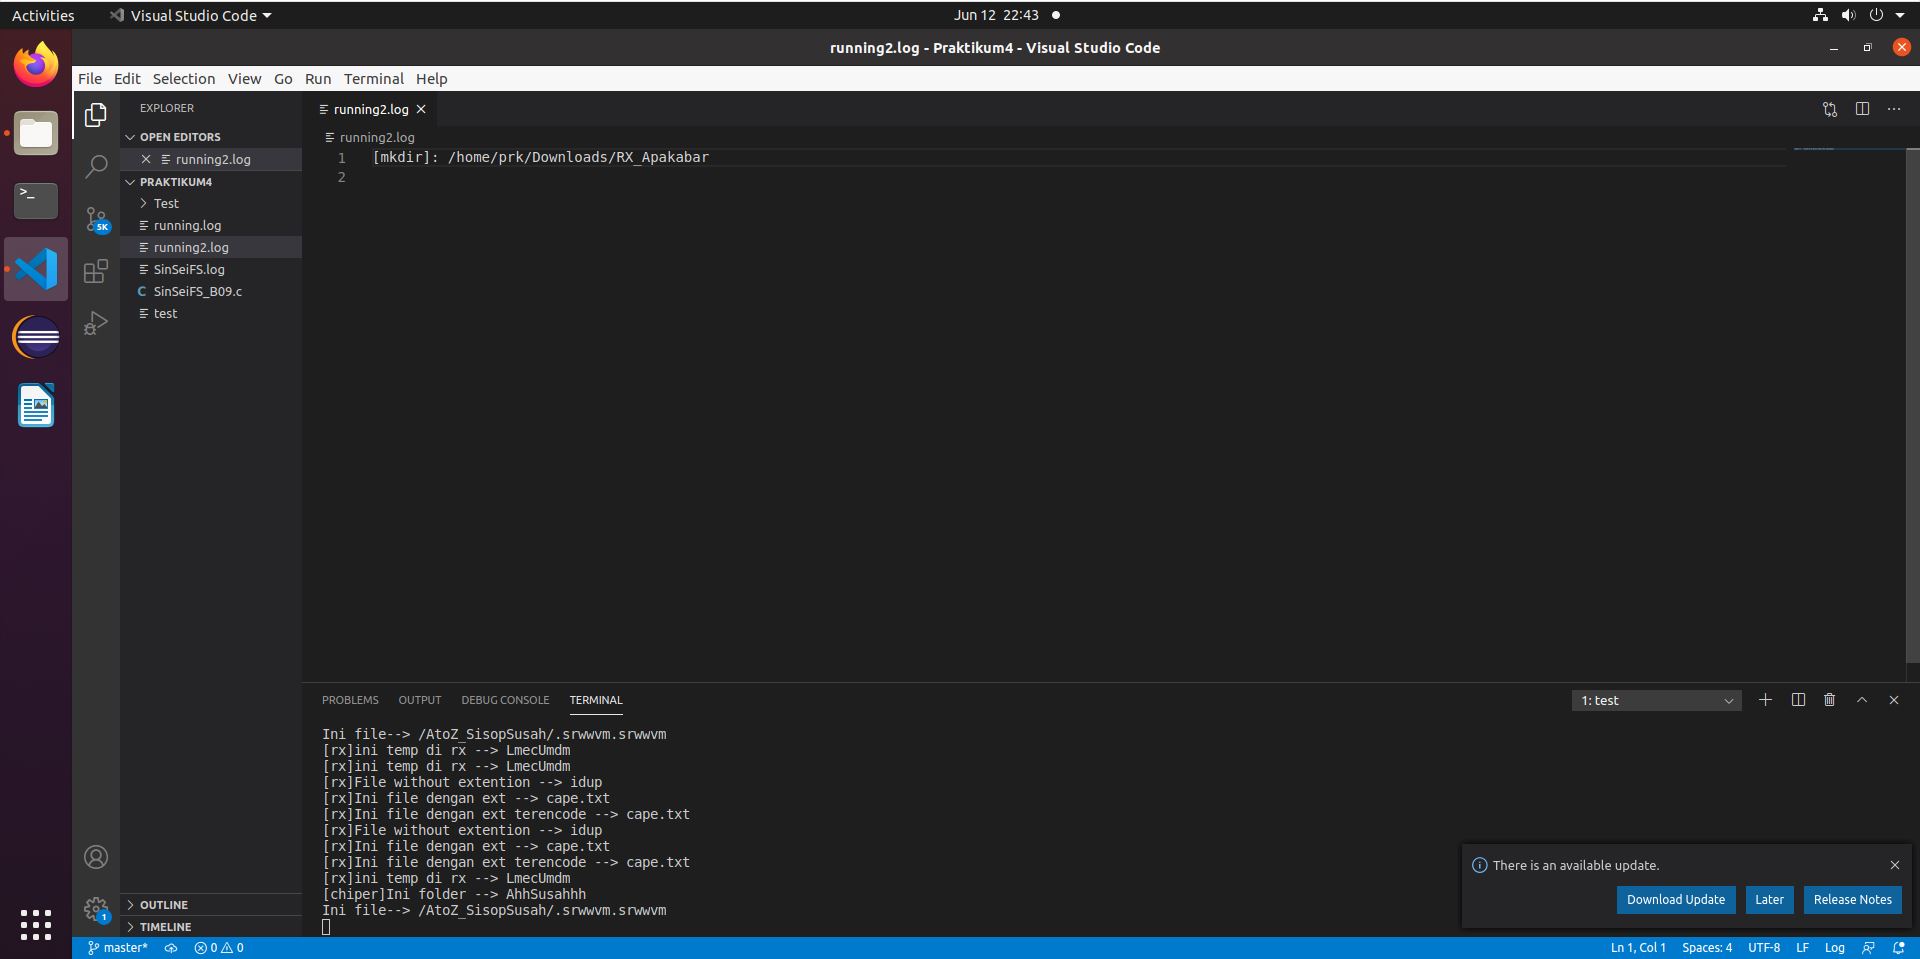 Activities
Visual Studio Code
Jun 12 22:43
running2.log - Praktikum4 - Visual Studio Code
File Edit Selection View Go Run Terminal Help
EXPLORER
OPEN EDITORS
running2.log
PRAKTIKUM4
Test
running.log
running2.log
SinSeiFS.log
C SinSeiFS_B09.c
test
OUTLINE
TIMELINE
5K
1
running2.log
running2.log
1 [mkdir]: /home/prk/Downloads/RX_Apakabar
2
PROBLEMS OUTPUT DEBUG CONSOLE TERMINAL
1: test
Ini file--> /AtoZ_SisopSusah/.srwwvm.srwwvm
[rx]ini temp di rx --> LmecUmdm
[rx]ini temp di rx --> LmecUmdm
[rx]File without extention --> idup
[rx]Ini file dengan ext --> cape.txt
[rx]Ini file dengan ext terencode --> cape.txt
[rx]File without extention --> idup
[rx]Ini file dengan ext --> cape.txt
[rx]Ini file dengan ext terencode --> cape.txt
[rx]ini temp di rx --> LmecUmdm
[chiper]Ini folder --> AhhSusahhh
Ini file--> /AtoZ_SisopSusah/.srwwvm.srwwvm
There is an available update.
Download Update Later Release Notes
master* 0 0
Ln 1, Col 1 Spaces: 4 UTF-8 LF Log